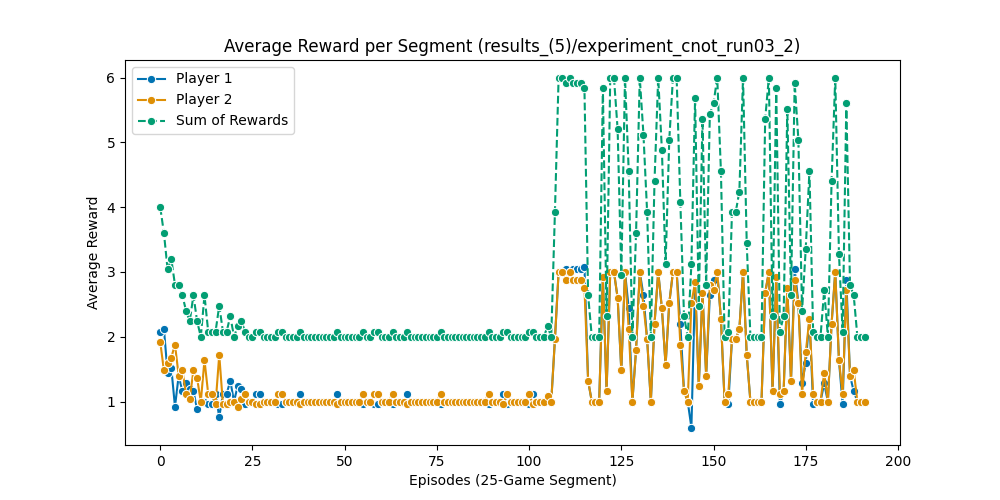 Average Reward per Segment (results_(5)/experiment_cnot_run03_2)
Player 1
Player 2
Sum of Rewards
Average Reward
6
5
4
3
2
1
0 25 50 75 100 125 150 175 200
Episodes (25-Game Segment)